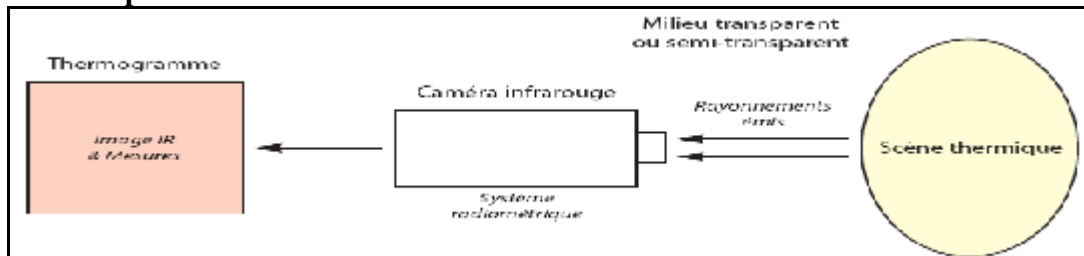 Thermogramme
Image IR
& Mesures
Caméra infrarouge
Système
radiométrique
Milieu transparent
ou semi-transparent
Rayonnements
émis
Scène thermique